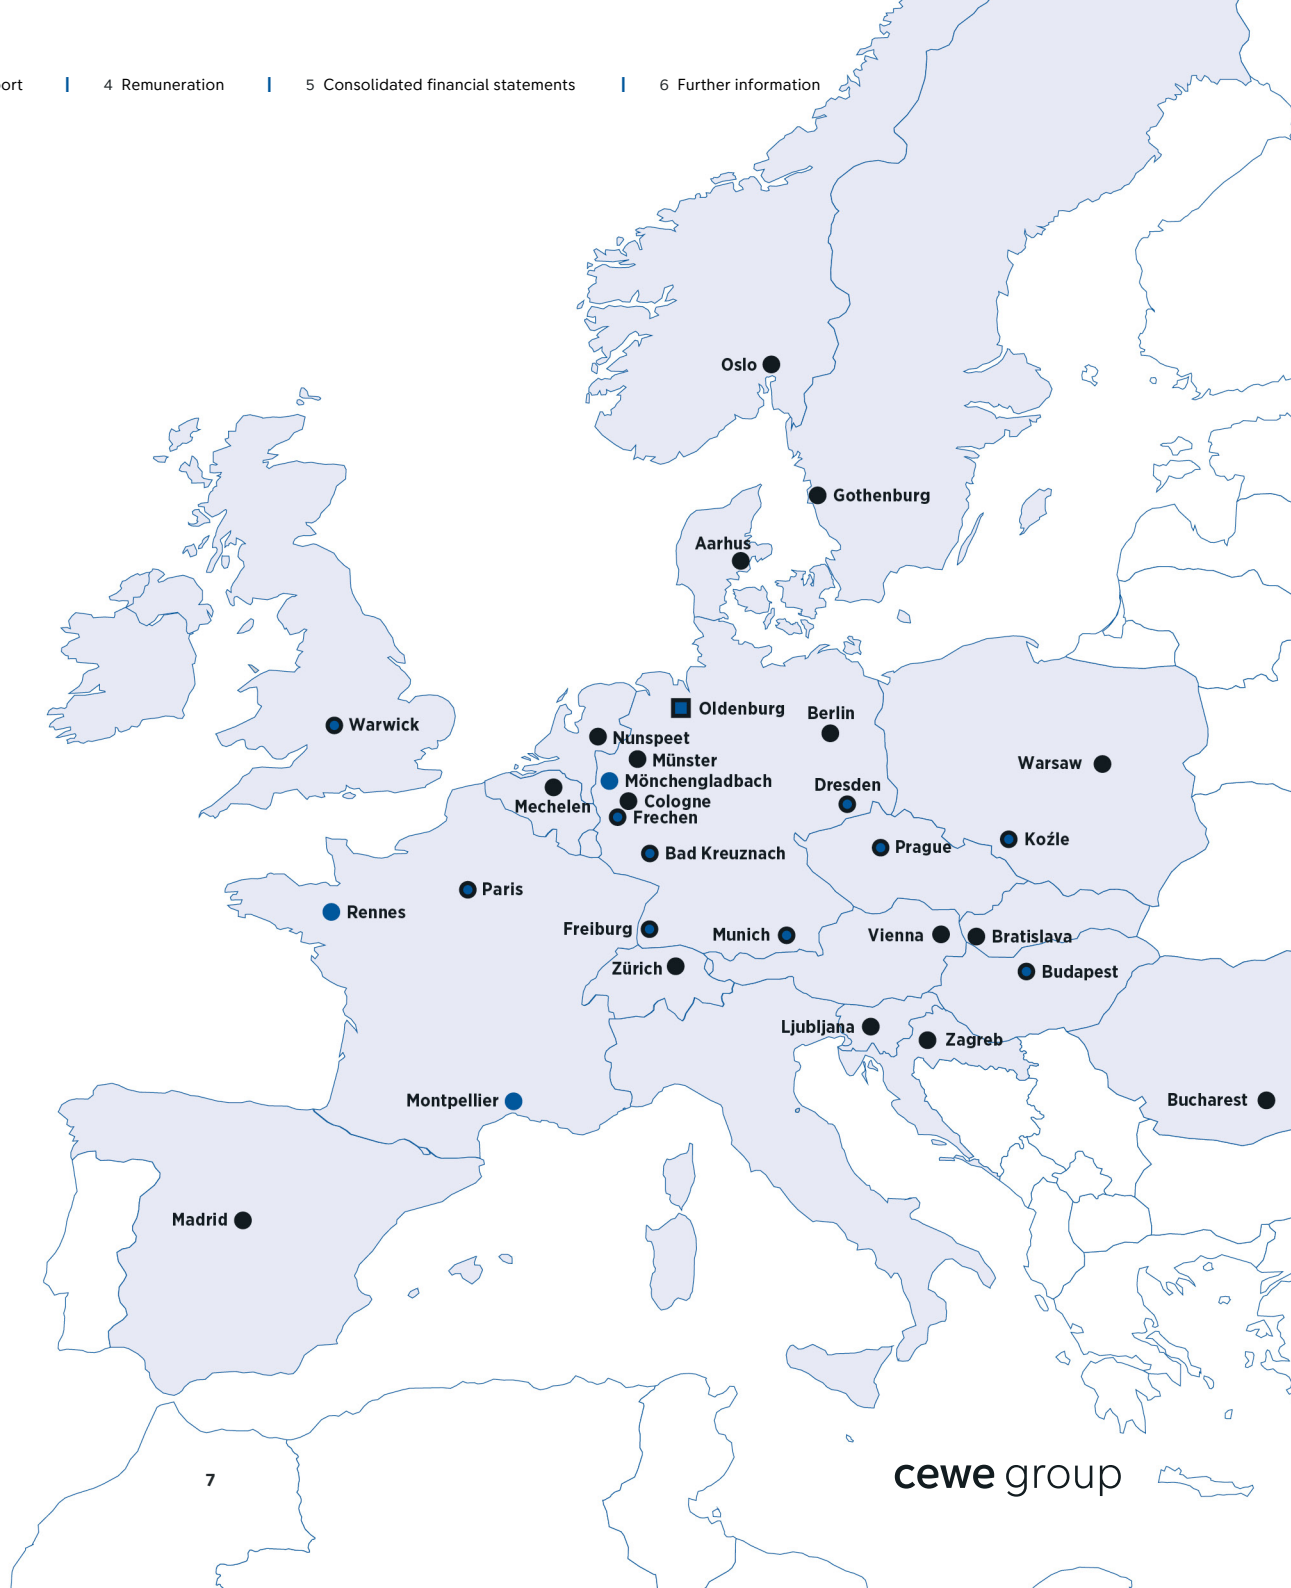 ort | 4 Remuneration | 5 Consolidated financial statements | 6 Further information
Oslo
Gothenburg
Aarhus
Oldenburg
Berlin
Warwick
Nunspeet
Münster
Warsaw
Mönchengladbach
Dresden
Mechelen
Cologne
Frechen
Koźle
Prague
Bad Kreuznach
Paris
Rennes
Freiburg
Munich
Vienna
Bratislava
Zürich
Budapest
Ljubljana
Zagreb
Montpellier
Bucharest
Madrid
7
cewe group